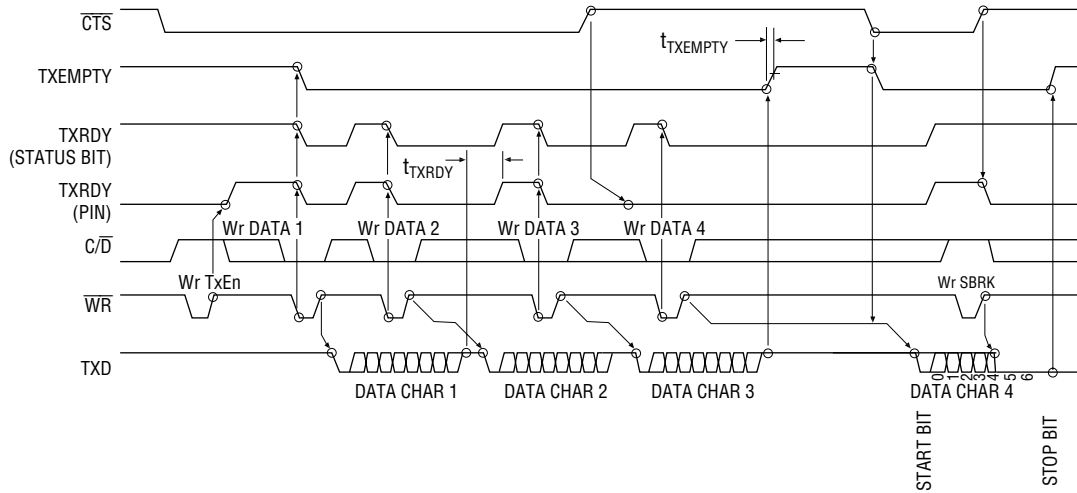 CTS
tTXEMPTY
TXEMPTY
TXRDY
(STATUS BIT)
tTXRDY
TXRDY
(PIN)
Wr DATA 1
Wr DATA 2
Wr DATA 3
Wr DATA 4
C/D
Wr TxEn
Wr SBRK
WR
TXD
0
1
2
3
4
5
6
DATA CHAR 1
DATA CHAR 2
DATA CHAR 3
DATA CHAR 4
START BIT
STOP BIT